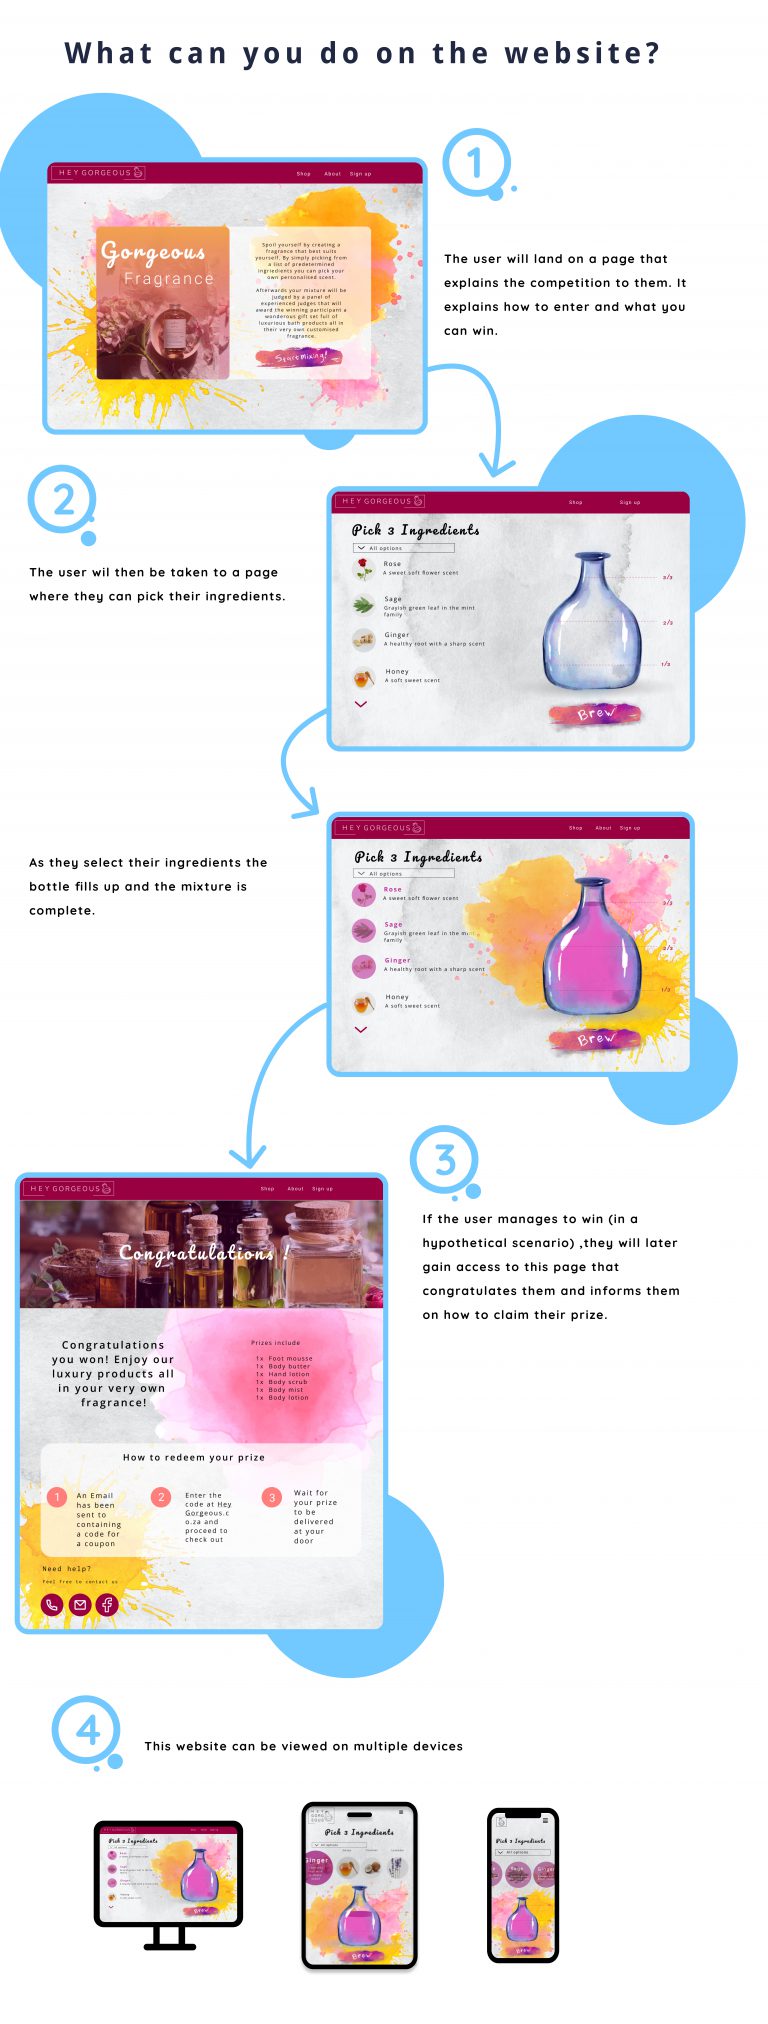 What can you do on the website?
1
HEY GORGEOUS
Shop About Sign up
Gorgeous
Fragrance
Spoil yourself by creating a
fragrance that best suits
yourself. By simply picking from
a list of predetermined
ingredients you can pick your
own personalised scent.
Afterwards your mixture will be
judged by a panel of
experienced judges that will
award the winning participant a
wonderous gift set full of
luxurious bath products all in
their very own customised
fragrance.
Start mixing!
The user will land on a page that
explains the competition to them. It
explains how to enter and what you
can win.
2
The user wil then be taken to a page
where they can pick their ingredients.
HEY GORGEOUS
Shop Sign up
Pick 3 Ingredients
All options
Rose
A sweet soft flower scent
Sage
Grayish green leaf in the mint
family
Ginger
A healthy root with a sharp scent
Honey
A soft sweet scent
3/3
2/3
1/3
Brew
As they select their ingredients the
bottle fills up and the mixture is
complete.
HEY GORGEOUS
Shop About Sign up
Pick 3 Ingredients
All options
Rose
A sweet soft flower scent
Sage
Grayish green leaf in the mint
family
Ginger
A healthy root with a sharp scent
Honey
A soft sweet scent
3/3
2/3
1/3
Brew
3
If the user manages to win (in a
hypothetical scenario) ,they will later
gain access to this page that
congratulates them and informs them
on how to claim their prize.
HEY GORGEOUS
Shop About Sign up
Congratulations !
Congratulations
you won! Enjoy our
luxury products all
in your very own
fragrance!
Prizes include
1x Foot mousse
1x Body butter
1x Hand lotion
1x Body scrub
1x Body mist
1x Body lotion
How to redeem your prize
1
An Email
has been
sent to
containing
a code for
a coupon
2
Enter the
code at Hey
Gorgeous.c
o.za and
proceed to
check out
3
Wait for
your prize
to be
delivered
at your
door
Need help?
Feel free to contact us
4
This website can be viewed on multiple devices
Pick 3 Ingredients
Brew
HEY
GORG
EOUS
Pick 3 Ingredients
All options
Ginger
Brew
Pick 3 Ingredients
All options
Sage
Ginger
Brew